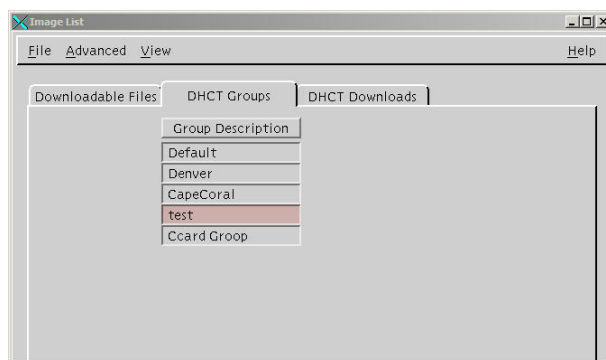 Image List
File Advanced View Help
Downloadable Files DHCT Groups DHCT Downloads
Group Description
Default
Denver
CapeCoral
test
Ccard Groop